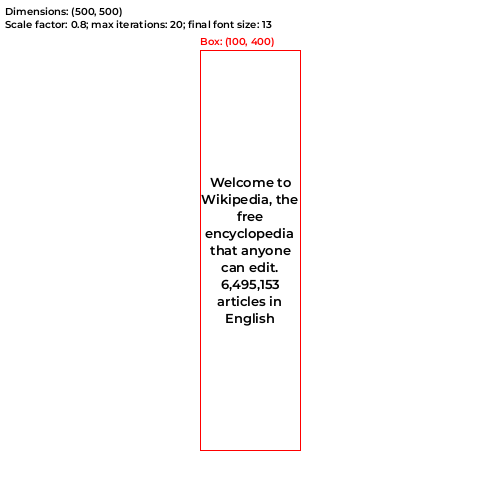 Dimensions: (500, 500)
Scale factor: 0.8; max iterations: 20; final font size: 13
Box: (100, 400)
Welcome to
Wikipedia, the
free
encyclopedia
that anyone
can edit.
6,495,153
articles in
English